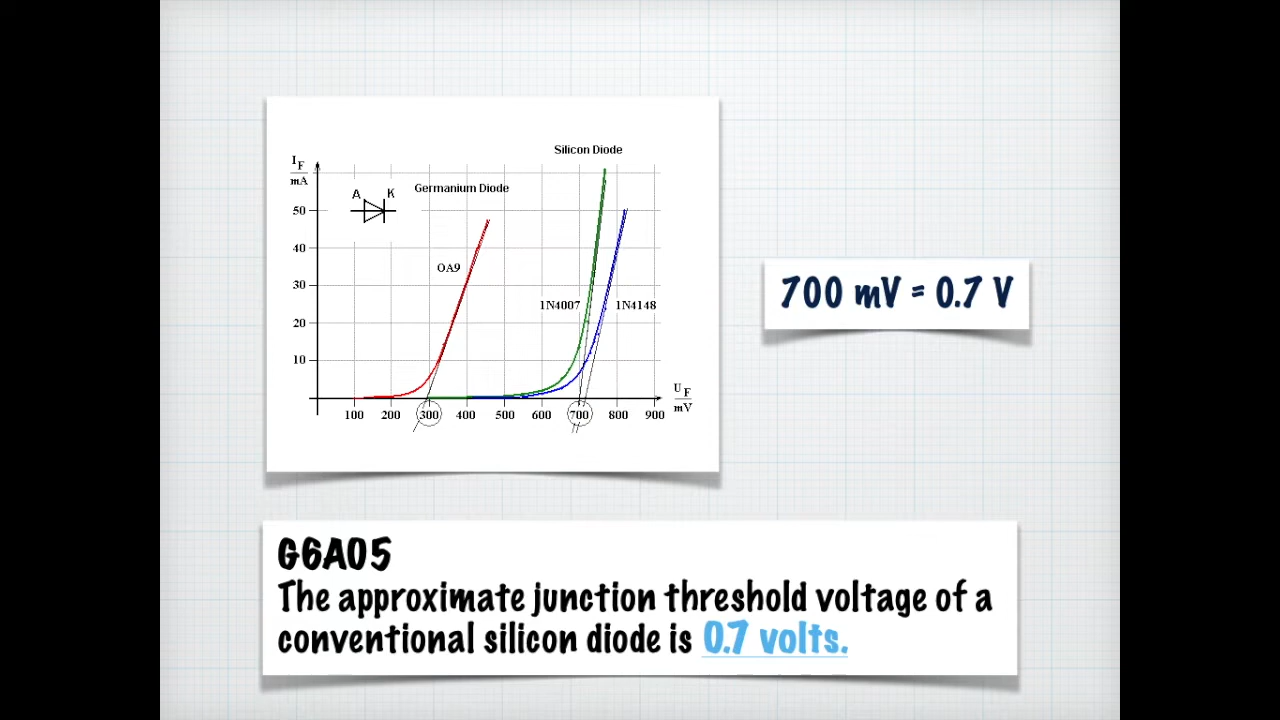 Silicon Diode
I F
mA
A K
Germanium Diode
50
40
OA9
30
1N4007
1N4148
20
10
U F
mV
100 200 300 400 500 600 700 800 900
700 mV = 0.7 V
G6A05
The approximate junction threshold voltage of a
conventional silicon diode is 0.7 volts.